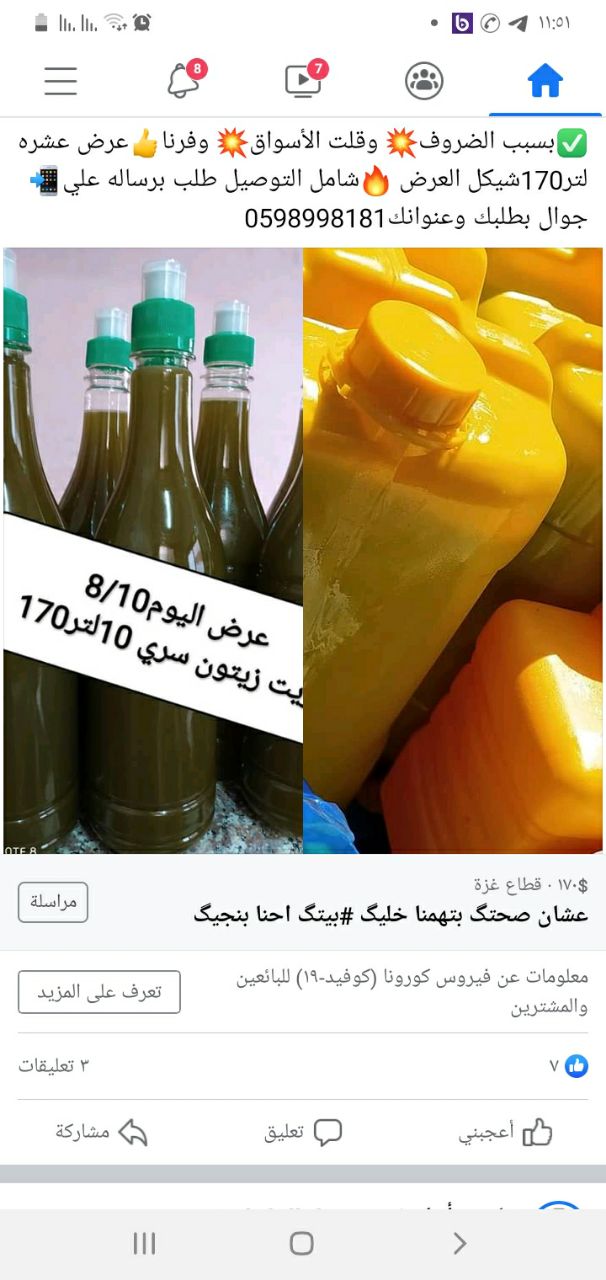 ١١:٥١
8
7
✅بسبب الضروف💥 وقلت الأسواق💥 وفرنا👍عرض عشره
لتر170شيكل العرض 🔥شامل التوصيل طلب برساله علي📲
جوال بطلبك وعنوانك0598998181
عرض اليوم8/10
يت زيتون سري 10لتر170
OTE 8
$١٧٠ · قطاع غزة
عشان صحتگ بتهمنا خليگ #بيتگ احنا بنجيگ
مراسلة
معلومات عن فيروس كورونا (كوفيد-١٩) للبائعين
والمشترين
تعرف على المزيد
٧
٣ تعليقات
أعجبني
تعليق
مشاركة